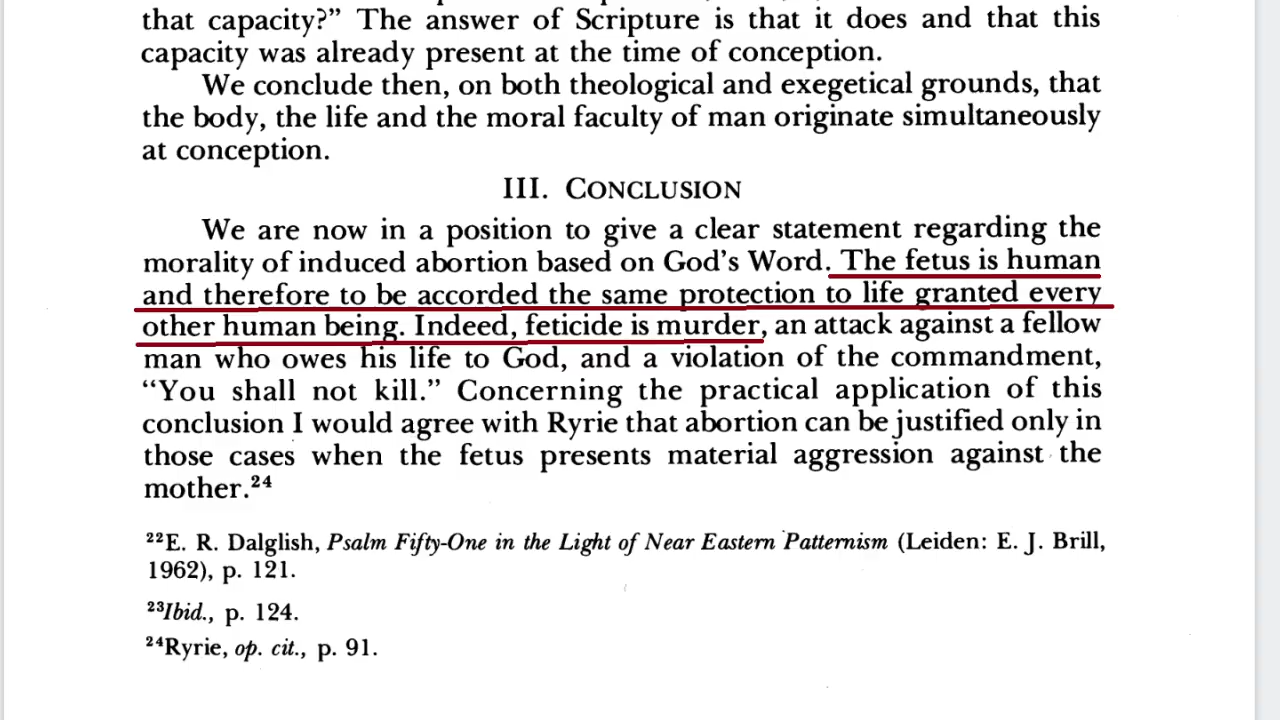 that capacity?” The answer of Scripture is that it does and that this
capacity was already present at the time of conception.
We conclude then, on both theological and exegetical grounds, that
the body, the life and the moral faculty of man originate simultaneously
at conception.
III. CONCLUSION
We are now in a position to give a clear statement regarding the
morality of induced abortion based on God’s Word. The fetus is human
and therefore to be accorded the same protection to life granted every
other human being. Indeed, feticide is murder, an attack against a fellow
man who owes his life to God, and a violation of the commandment,
“You shall not kill.” Concerning the practical application of this
conclusion I would agree with Ryrie that abortion can be justified only in
those cases when the fetus presents material aggression against the
mother.24
22E. R. Dalglish, Psalm Fifty-One in the Light of Near Eastern Patternism (Leiden: E. J. Brill,
1962), p. 121.
23Ibid., p. 124.
24Ryrie, op. cit., p. 91.